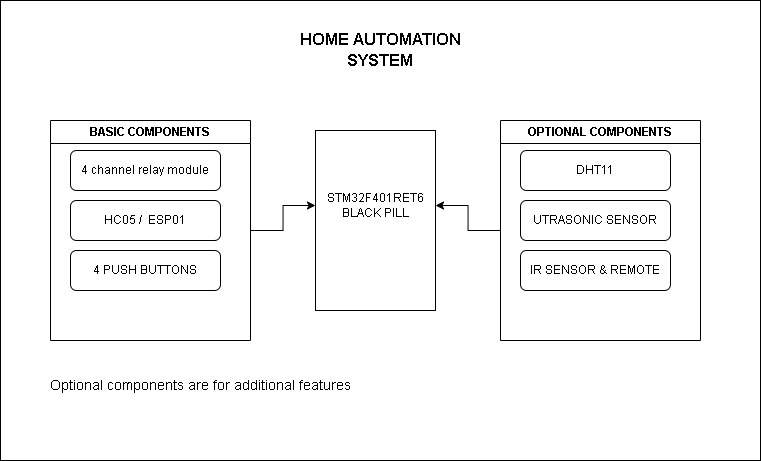 HOME AUTOMATION
SYSTEM
BASIC COMPONENTS
4 channel relay module
HC05 / ESP01
4 PUSH BUTTONS
STM32F401RET6
BLACK PILL
OPTIONAL COMPONENTS
DHT11
UTRASONIC SENSOR
IR SENSOR & REMOTE
Optional components are for additional features